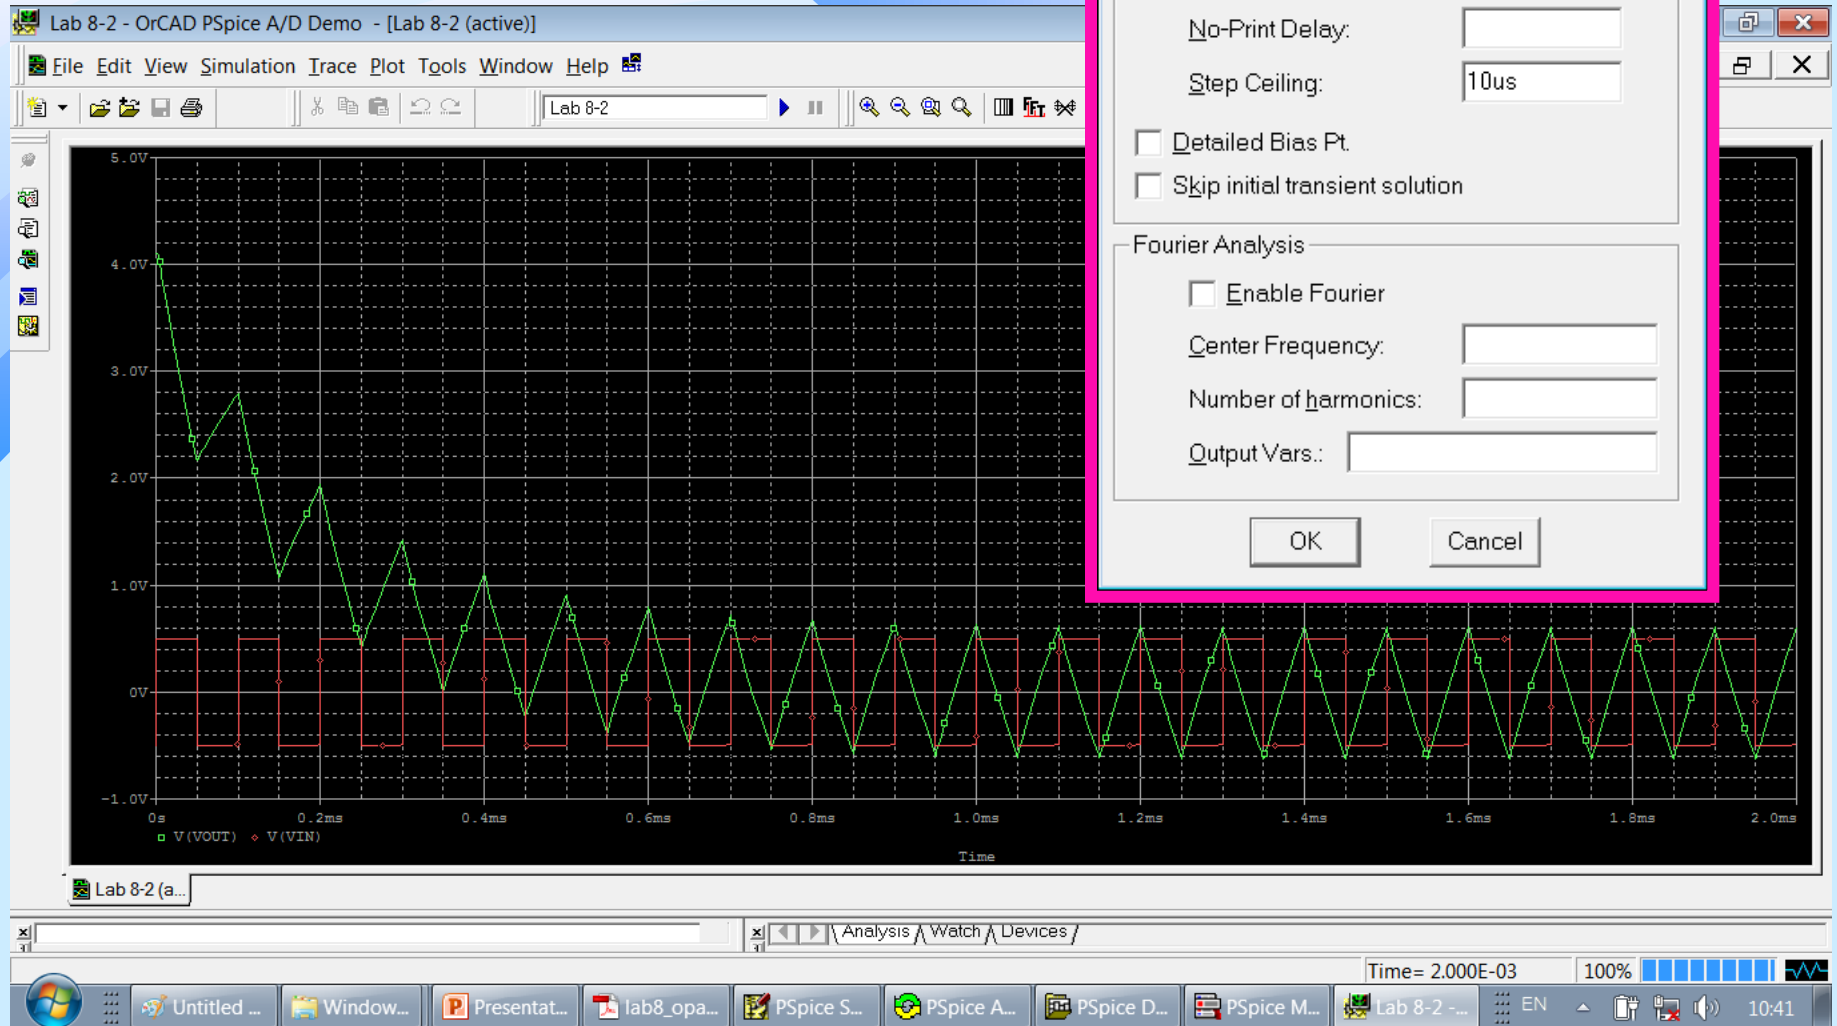 Lab 8-2 - OrCAD PSpice A/D Demo - [Lab 8-2 (active)]
File Edit View Simulation Trace Plot Tools Window Help
Lab 8-2
FFT
No-Print Delay:
Step Ceiling: 10us
Detailed Bias Pt.
Skip initial transient solution
Fourier Analysis
Enable Fourier
Center Frequency:
Number of harmonics:
Output Vars.:
OK Cancel
5.0V
4.0V
3.0V
2.0V
1.0V
0V
-1.0V
0s 0.2ms 0.4ms 0.6ms 0.8ms 1.0ms 1.2ms 1.4ms 1.6ms 1.8ms 2.0ms
V(VOUT) V(VIN)
Time
Lab 8-2 (a...
Analysis Watch Devices
Time= 2.000E-03 100%
Untitled ... Window... Presentat... lab8_opa... PSpice S... PSpice A... PSpice D... PSpice M... Lab 8-2 -... EN 10:41